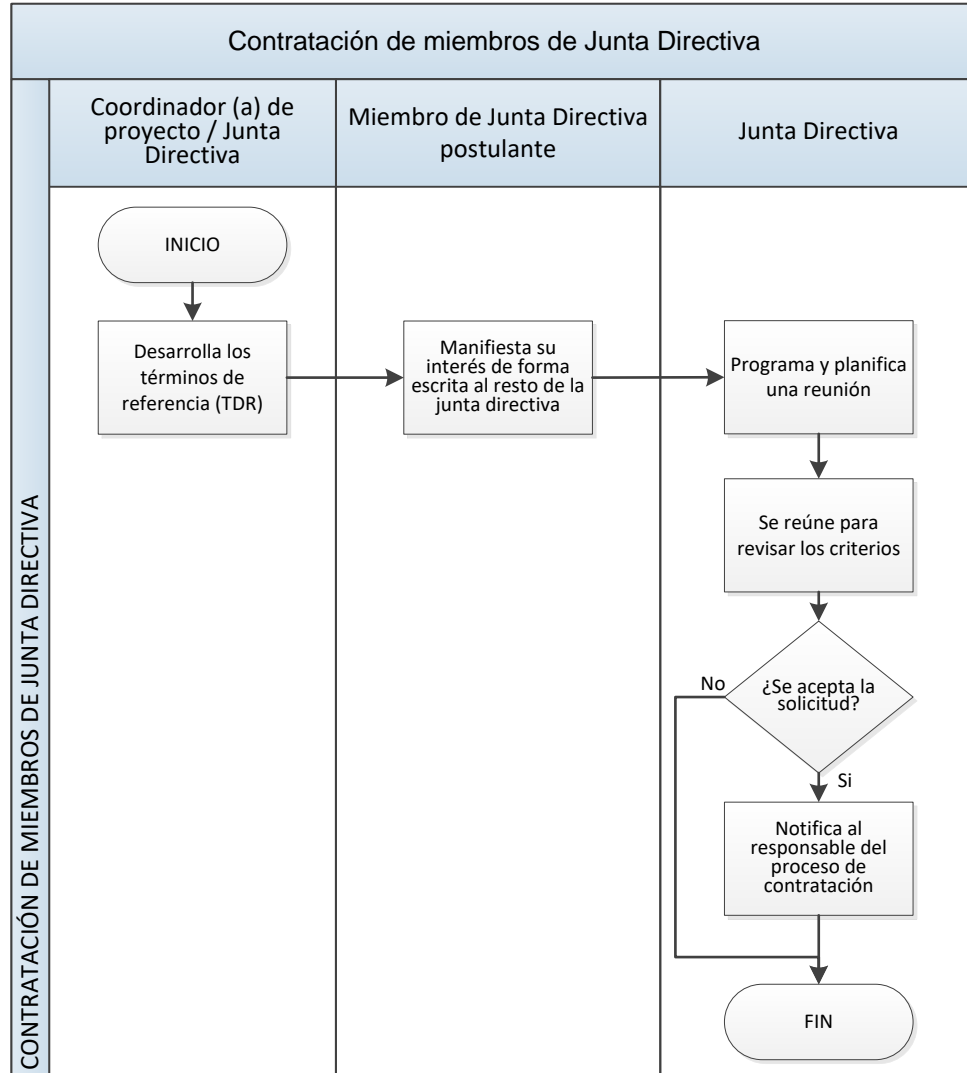 Contratación de miembros de Junta Directiva
CONTRATACIÓN DE MIEMBROS DE JUNTA DIRECTIVA
Coordinador (a) de
proyecto / Junta
Directiva
Miembro de Junta Directiva
postulante
Junta Directiva
INICIO
Desarrolla los
términos de
referencia (TDR)
Manifiesta su
interés de forma
escrita al resto de la
junta directiva
Programa y planifica
una reunión
Se reúne para
revisar los criterios
¿Se acepta la
solicitud?
No
Si
Notifica al
responsable del
proceso de
contratación
FIN